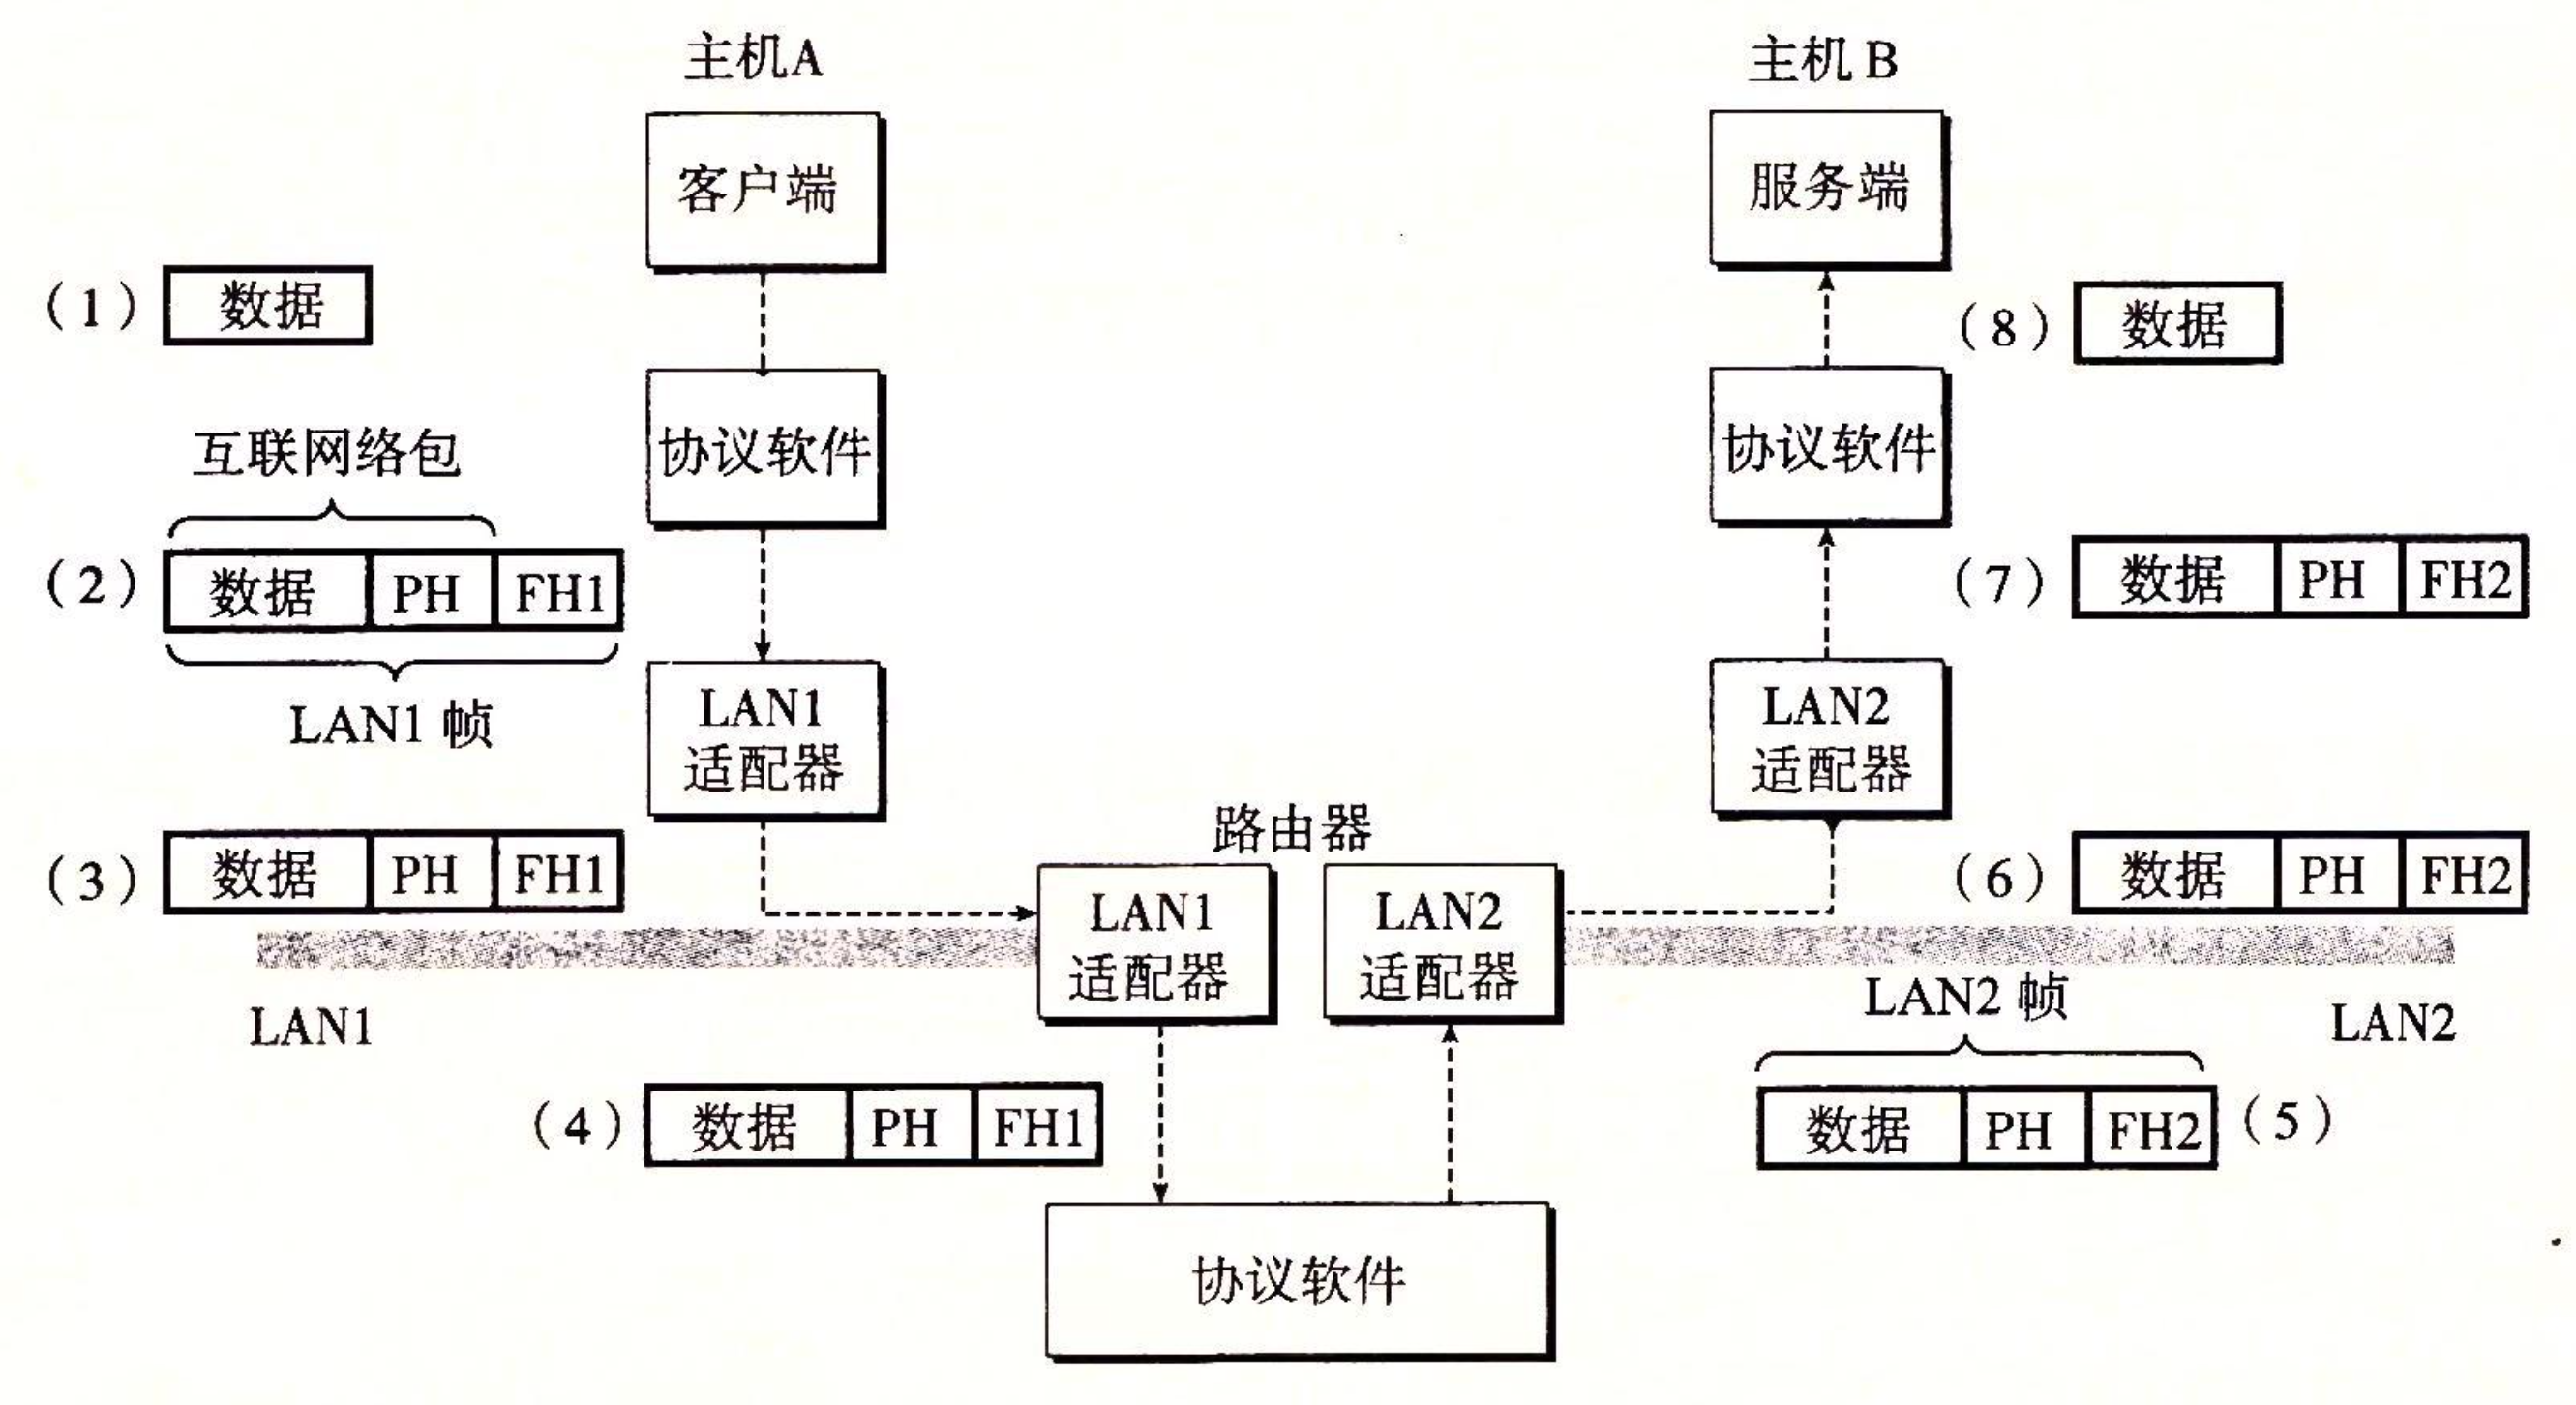 主机A
主机 B
客户端
服务端
（1） 数据
（8） 数据
协议软件
协议软件
互联网络包
（2） 数据 PH FH1
（7） 数据 PH FH2
LAN1 帧
LAN1
适配器
LAN2
适配器
路由器
（3） 数据 PH FH1
（6） 数据 PH FH2
LAN1
适配器
LAN2
适配器
LAN1
LAN2 帧
LAN2
（4） 数据 PH FH1
数据 PH FH2 （5）
协议软件